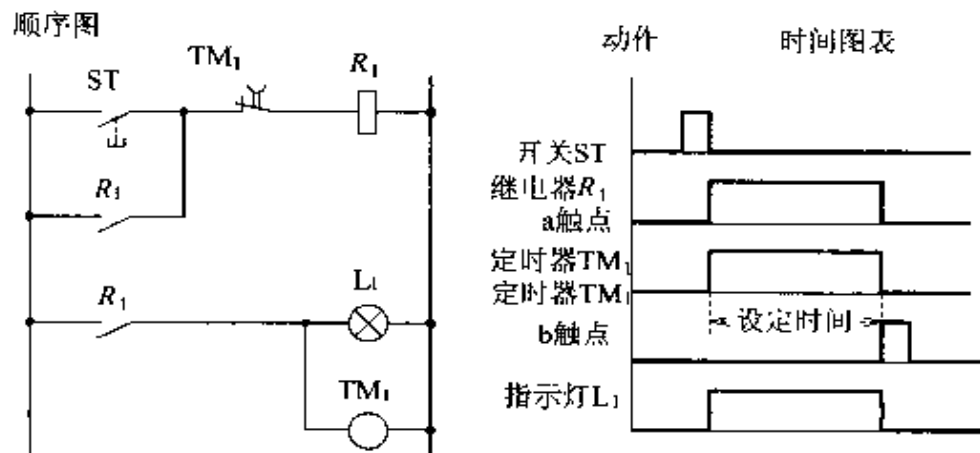 顺序图
ST
TM₁
R₁
R₁
R₁
L₁
TM₁
动作
时间图表
开关ST
继电器R₁
a触点
定时器TM₁
定时器TM₁
设定时间
b触点
指示灯L₁